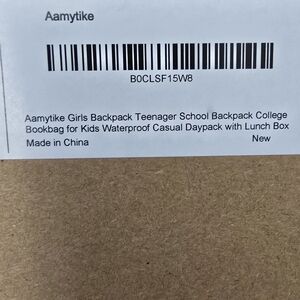 Aamytike
B0CLSF15W8
Aamytike Girls Backpack Teenager School Backpack College
Bookbag for Kids Waterproof Casual Daypack with Lunch Box
Made in China New